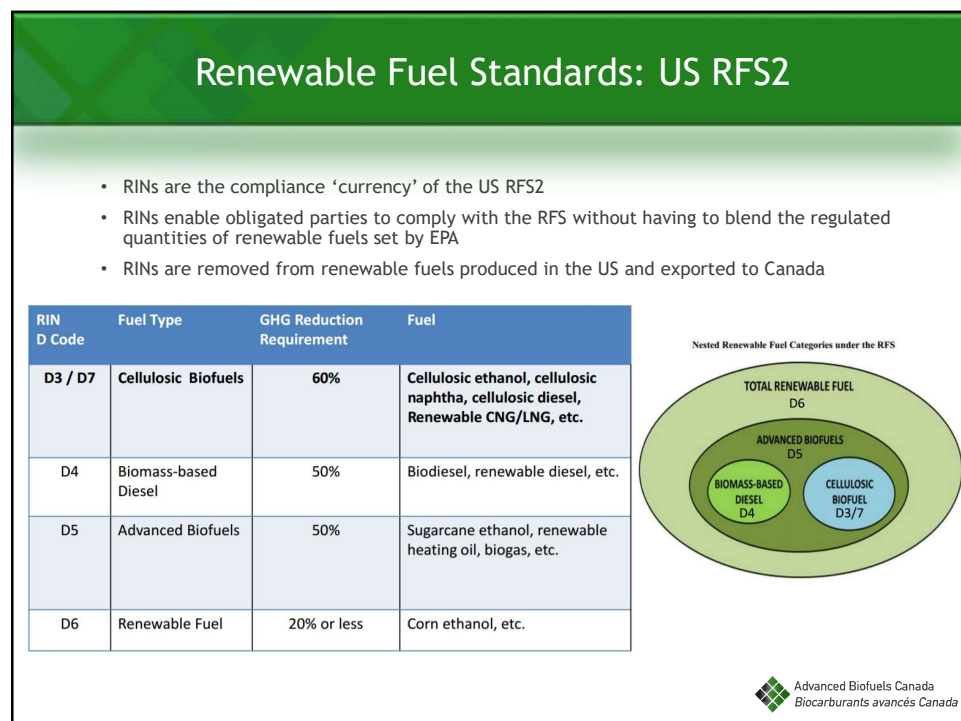 Renewable Fuel Standards: US RFS2
• RINs are the compliance ‘currency’ of the US RFS2
• RINs enable obligated parties to comply with the RFS without having to blend the regulated
quantities of renewable fuels set by EPA
• RINs are removed from renewable fuels produced in the US and exported to Canada
RIN Fuel Type GHG Reduction Fuel
D Code Requirement
D3 / D7 Cellulosic Biofuels 60% Cellulosic ethanol, cellulosic
naphtha, cellulosic diesel,
Renewable CNG/LNG, etc.
D4 Biomass-based 50% Biodiesel, renewable diesel, etc.
Diesel
D5 Advanced Biofuels 50% Sugarcane ethanol, renewable
heating oil, biogas, etc.
D6 Renewable Fuel 20% or less Corn ethanol, etc.
Nested Renewable Fuel Categories under the RFS
TOTAL RENEWABLE FUEL
D6
ADVANCED BIOFUELS
D5
BIOMASS-BASED
DIESEL
D4
CELLULOSIC
BIOFUEL
D3/7
Advanced Biofuels Canada
Biocarburants avancés Canada